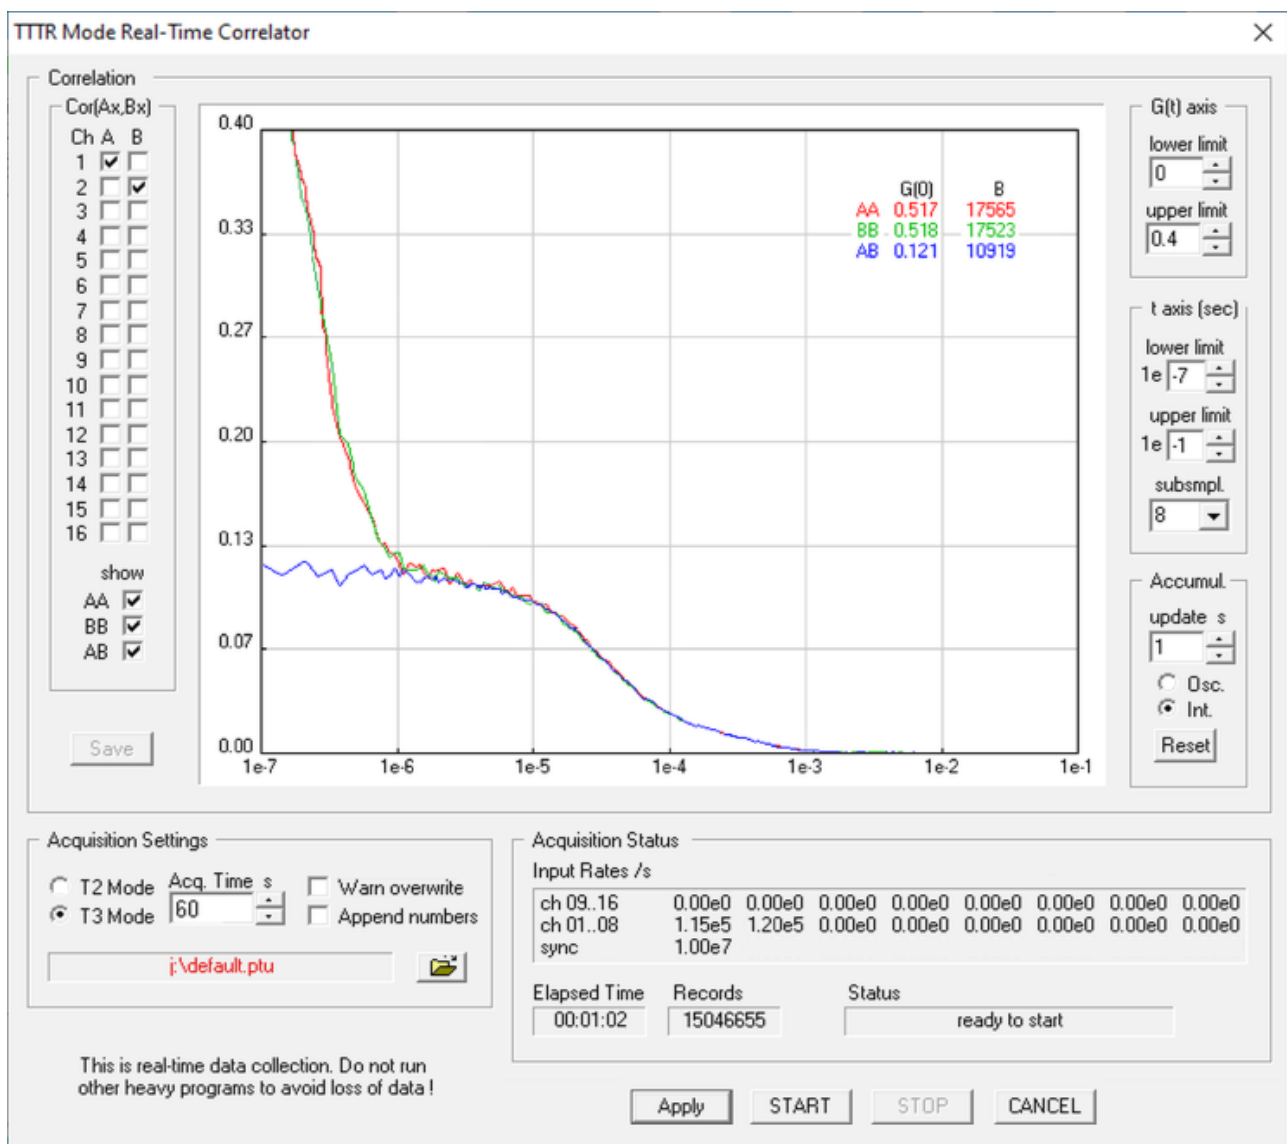 TTTR Mode Real-Time Correlator
Correlation
Cor(Ax,Bx)
Ch A B
1
2
3
4
5
6
7
8
9
10
11
12
13
14
15
16
show
AA
BB
AB
Save
0.40
0.33
0.27
0.20
0.13
0.07
0.00
1e-7 1e-6 1e-5 1e-4 1e-3 1e-2 1e-1
G(0) B
AA 0.517 17565
BB 0.518 17523
AB 0.121 10919
G(t) axis
lower limit
0
upper limit
0.4
t axis (sec)
lower limit
1e -7
upper limit
1e -1
subsmpl.
8
Accumul.
update s
1
Osc.
Int.
Reset
Acquisition Settings
T2 Mode
T3 Mode
Acq. Time s
60
Warn overwrite
Append numbers
j:\default.ptu
This is real-time data collection. Do not run
other heavy programs to avoid loss of data !
Acquisition Status
Input Rates /s
ch 09..16 0.00e0 0.00e0 0.00e0 0.00e0 0.00e0 0.00e0 0.00e0 0.00e0
ch 01..08 1.15e5 1.20e5 0.00e0 0.00e0 0.00e0 0.00e0 0.00e0 0.00e0
sync 1.00e7
Elapsed Time Records Status
00:01:02 15046655 ready to start
Apply START STOP CANCEL